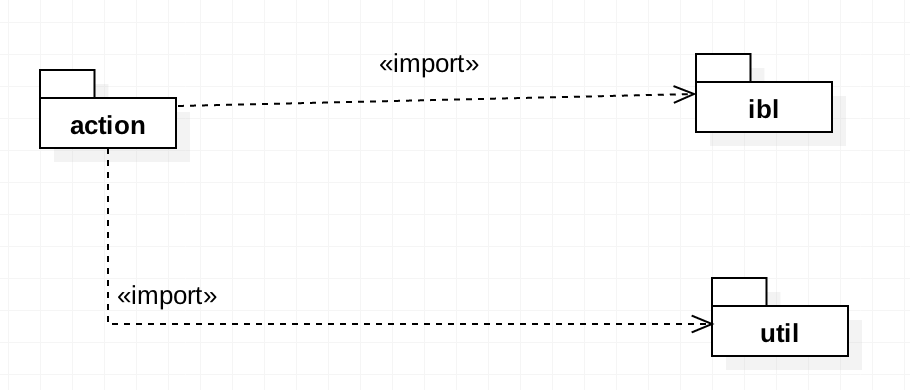 «import»
action
ibl
«import»
util